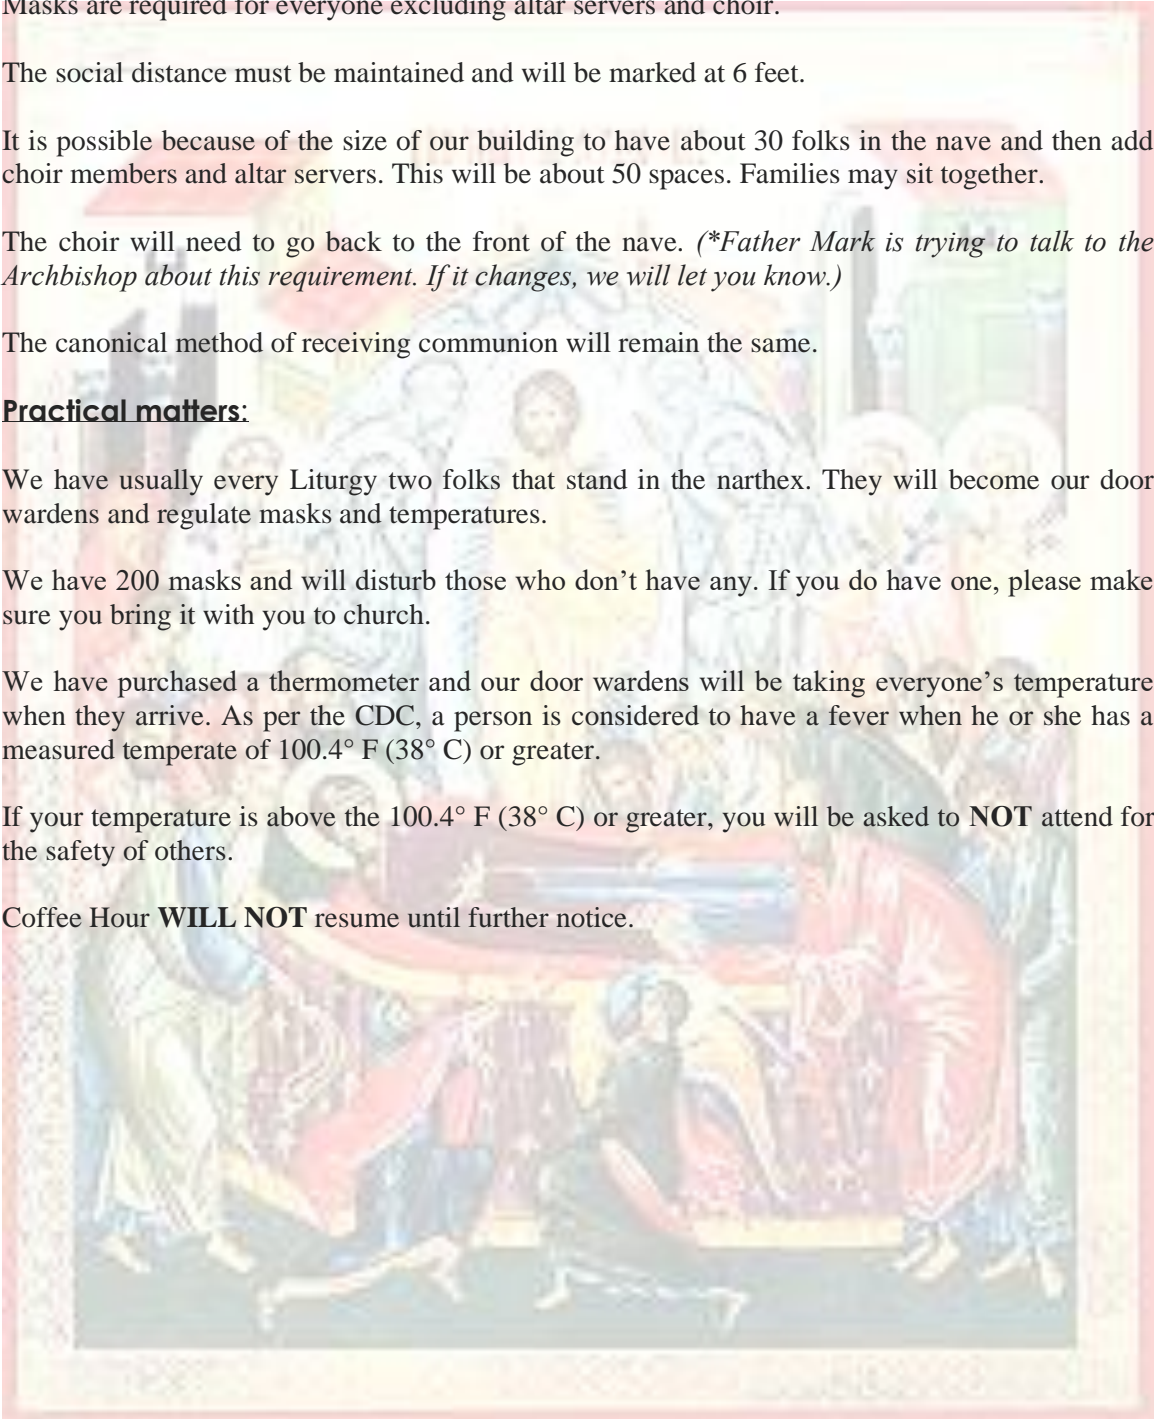 Masks are required for everyone excluding altar servers and choir.
The social distance must be maintained and will be marked at 6 feet.
It is possible because of the size of our building to have about 30 folks in the nave and then add
choir members and altar servers. This will be about 50 spaces. Families may sit together.
The choir will need to go back to the front of the nave. (*Father Mark is trying to talk to the
Archbishop about this requirement. If it changes, we will let you know.)
The canonical method of receiving communion will remain the same.
Practical matters:
We have usually every Liturgy two folks that stand in the narthex. They will become our door
wardens and regulate masks and temperatures.
We have 200 masks and will disturb those who don’t have any. If you do have one, please make
sure you bring it with you to church.
We have purchased a thermometer and our door wardens will be taking everyone’s temperature
when they arrive. As per the CDC, a person is considered to have a fever when he or she has a
measured temperate of 100.4° F (38° C) or greater.
If your temperature is above the 100.4° F (38° C) or greater, you will be asked to NOT attend for
the safety of others.
Coffee Hour WILL NOT resume until further notice.